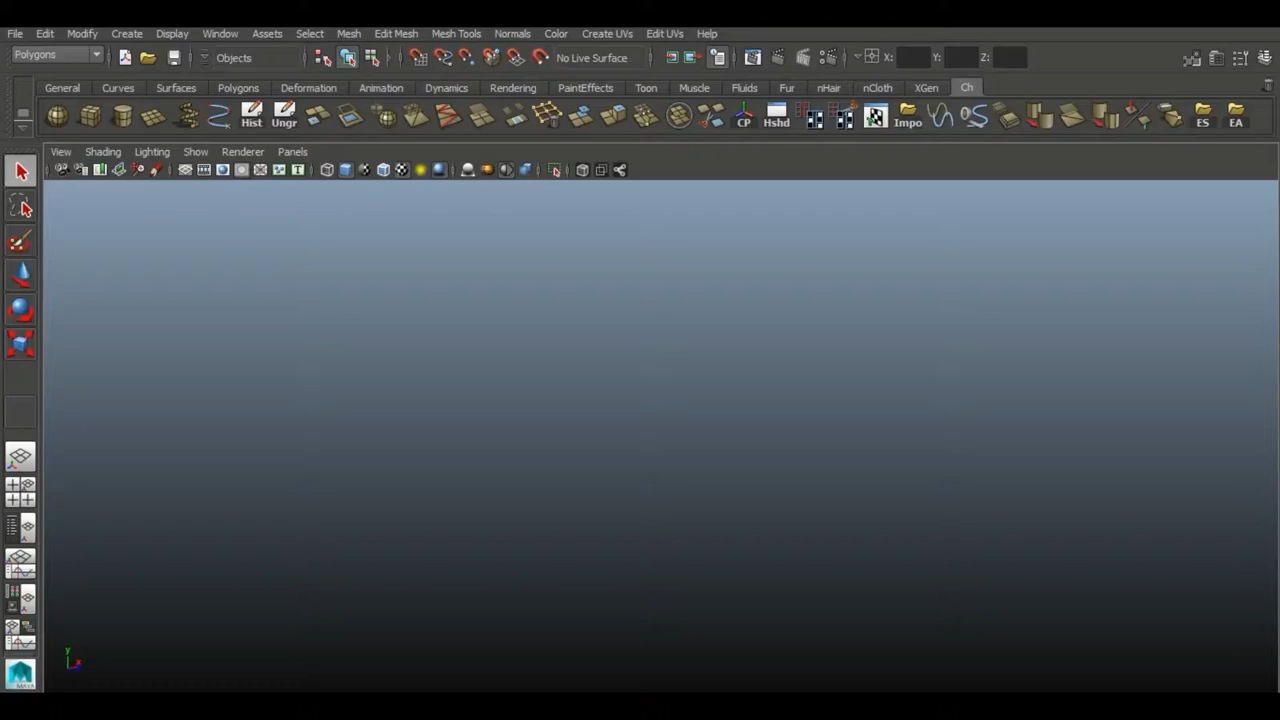 File Edit Modify Create Display Window Assets Select Mesh Edit Mesh Mesh Tools Normals Color Create UVs Edit UVs Help
Polygons Objects No Live Surface X: Y: Z:
General Curves Surfaces Polygons Deformation Animation Dynamics Rendering PaintEffects Toon Muscle Fluids Fur nHair nCloth XGen Ch
Hist Ungr CP Hshd Impo ES EA
View Shading Lighting Show Renderer Panels
y
x